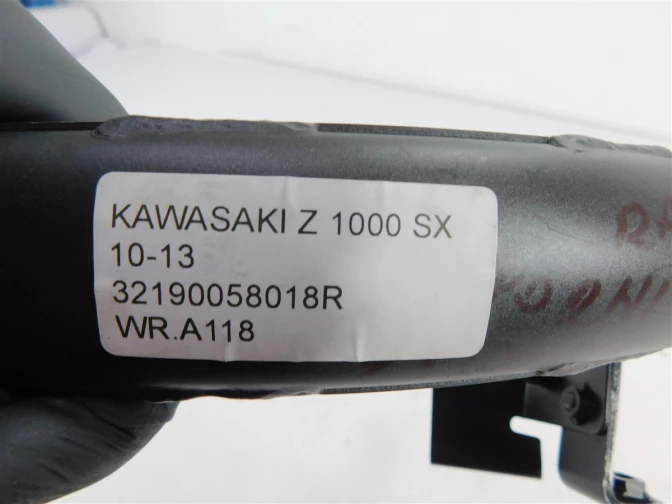 KAWASAKI Z 1000 SX
10-13
32190058018R
WR.A118